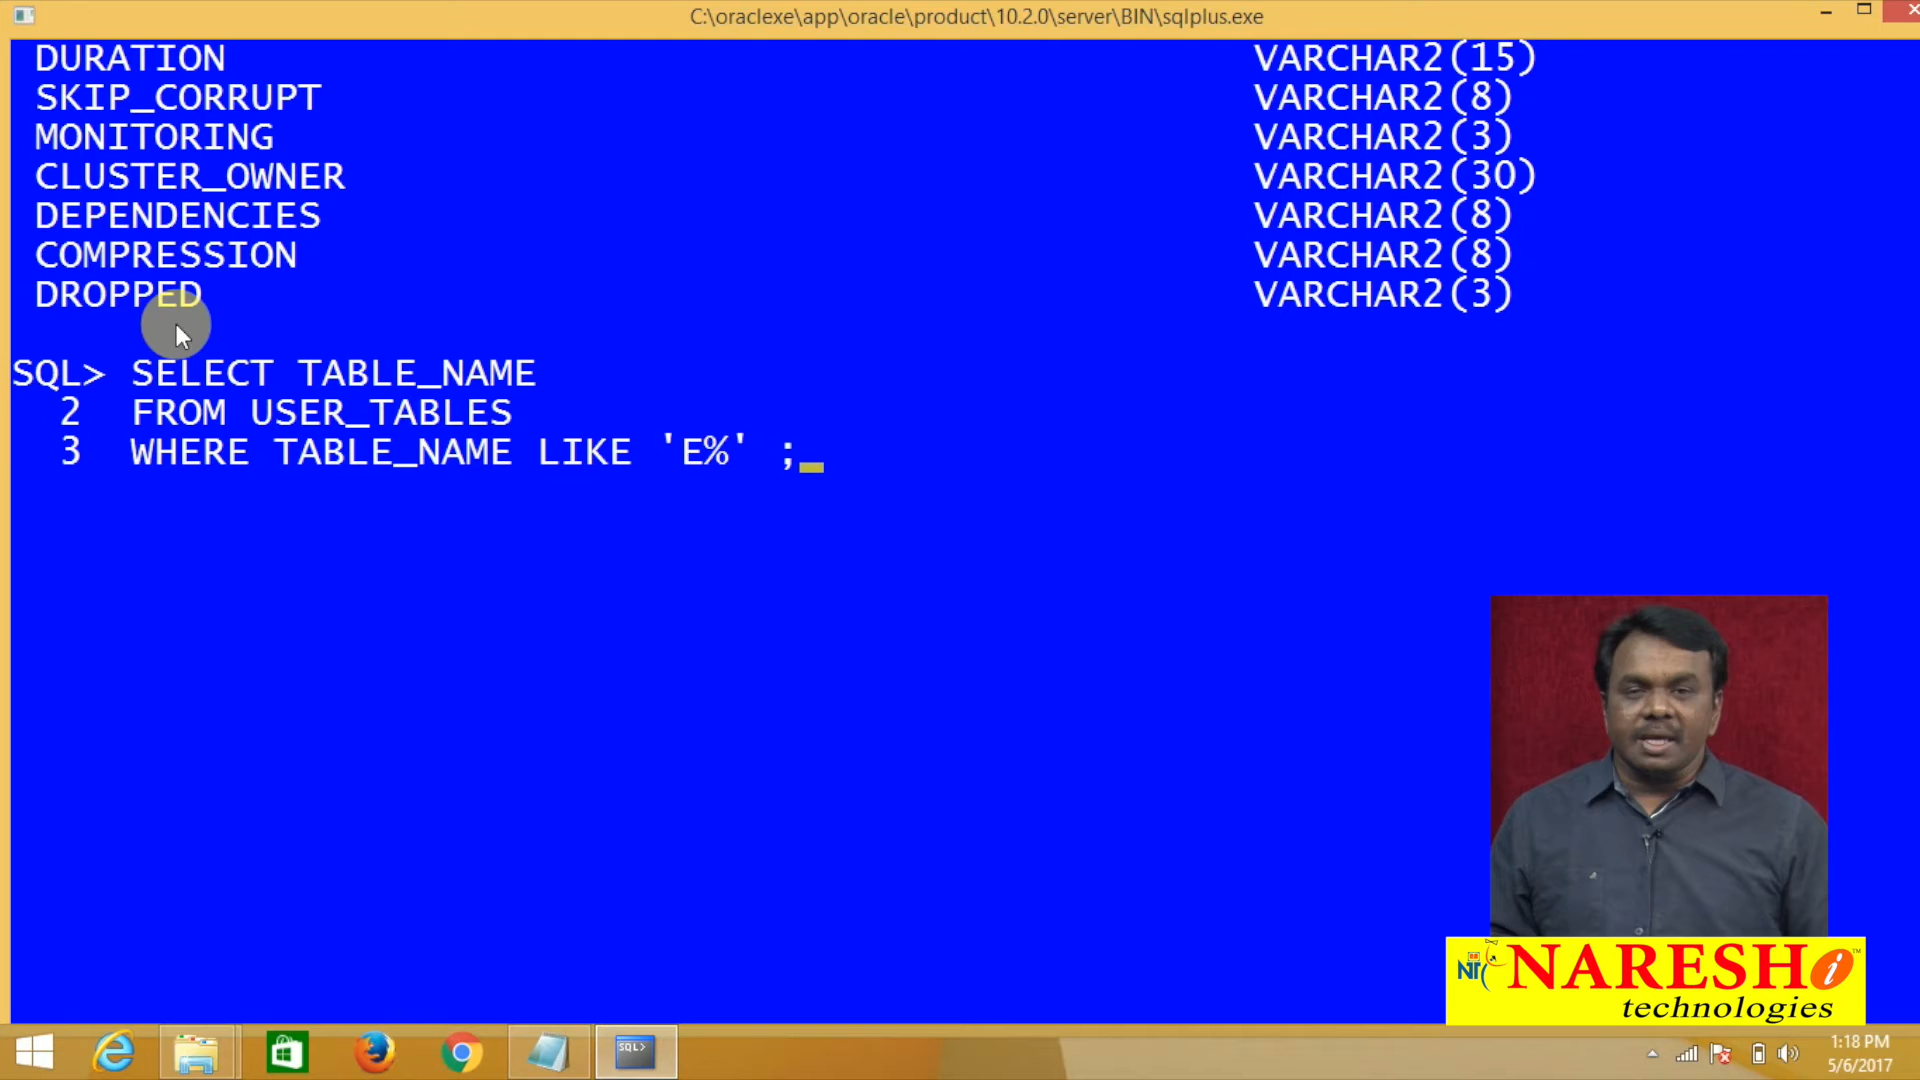 C:\oraclexe\app\oracle\product\10.2.0\server\BIN\sqlplus.exe
DURATION VARCHAR2(15)
SKIP_CORRUPT VARCHAR2(8)
MONITORING VARCHAR2(3)
CLUSTER_OWNER VARCHAR2(30)
DEPENDENCIES VARCHAR2(8)
COMPRESSION VARCHAR2(8)
DROPPED VARCHAR2(3)
SQL> SELECT TABLE_NAME
2 FROM USER_TABLES
3 WHERE TABLE_NAME LIKE 'E%' ;
NARESH i ™
technologies
SQL>
1:18 PM
5/6/2017